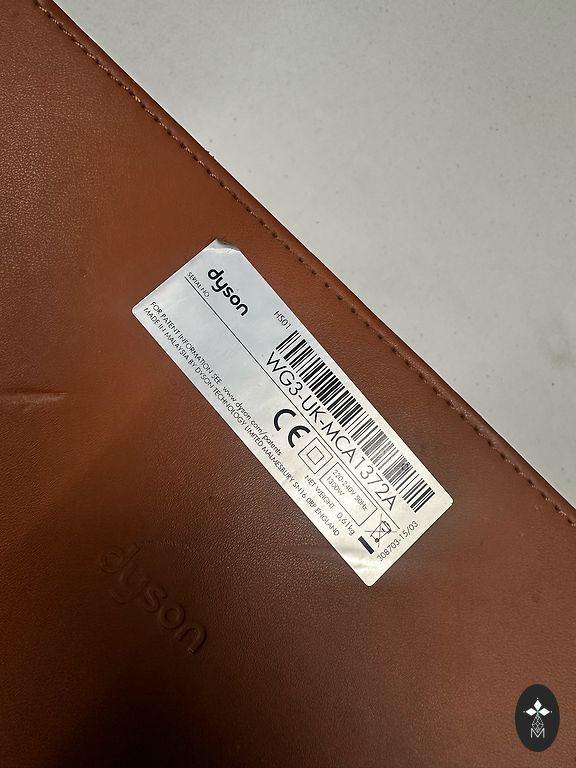 dyson
HS01
SERIAL NO.
WG3-UK-MCA1372A
FOR PATENT INFORMATION SEE: www.dyson.com/patents
MADE IN MALAYSIA BY DYSON TECHNOLOGY LIMITED MALMESBURY SN16 0RP ENGLAND
CE
220-240V 50Hz
1300W
NET WEIGHT 0.61kg
308703-15/03
dyson
M